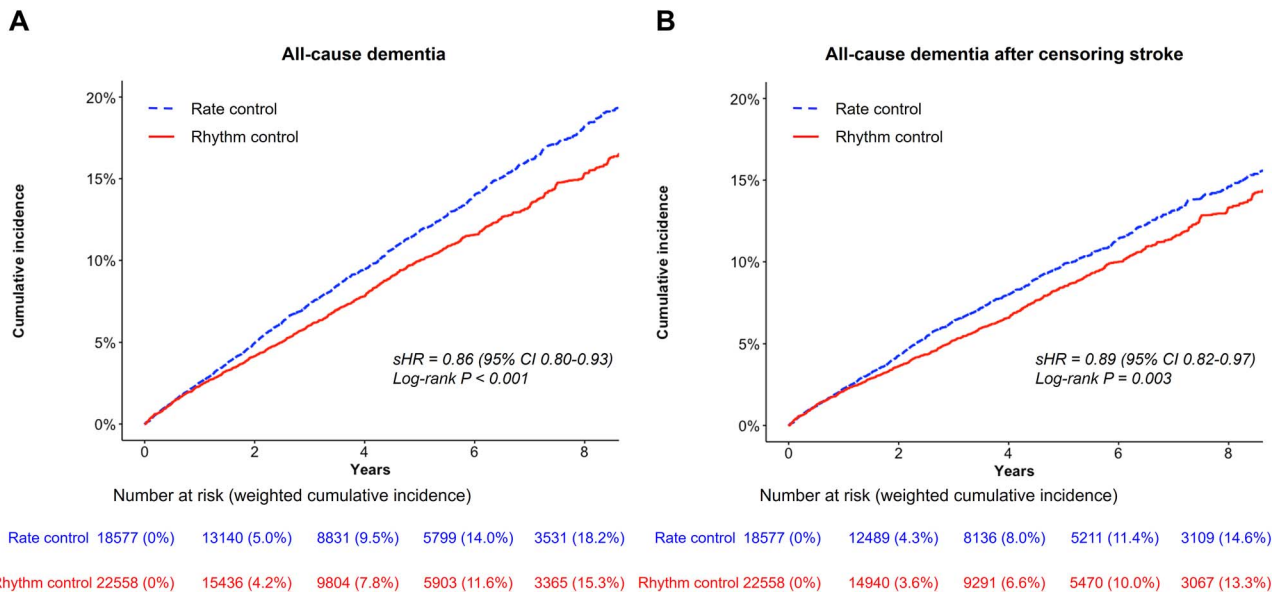 A
All-cause dementia
20%
15%
10%
5%
0%
Cumulative incidence
Rate control
Rhythm control
sHR = 0.86 (95% CI 0.80-0.93)
Log-rank P < 0.001
0 2 4 6 8
Years
Number at risk (weighted cumulative incidence)
Rate control 18577 (0%) 13140 (5.0%) 8831 (9.5%) 5799 (14.0%) 3531 (18.2%)
Rhythm control 22558 (0%) 15436 (4.2%) 9804 (7.8%) 5903 (11.6%) 3365 (15.3%)
B
All-cause dementia after censoring stroke
20%
15%
10%
5%
0%
Cumulative incidence
Rate control
Rhythm control
sHR = 0.89 (95% CI 0.82-0.97)
Log-rank P = 0.003
0 2 4 6 8
Years
Number at risk (weighted cumulative incidence)
Rate control 18577 (0%) 12489 (4.3%) 8136 (8.0%) 5211 (11.4%) 3109 (14.6%)
Rhythm control 22558 (0%) 14940 (3.6%) 9291 (6.6%) 5470 (10.0%) 3067 (13.3%)